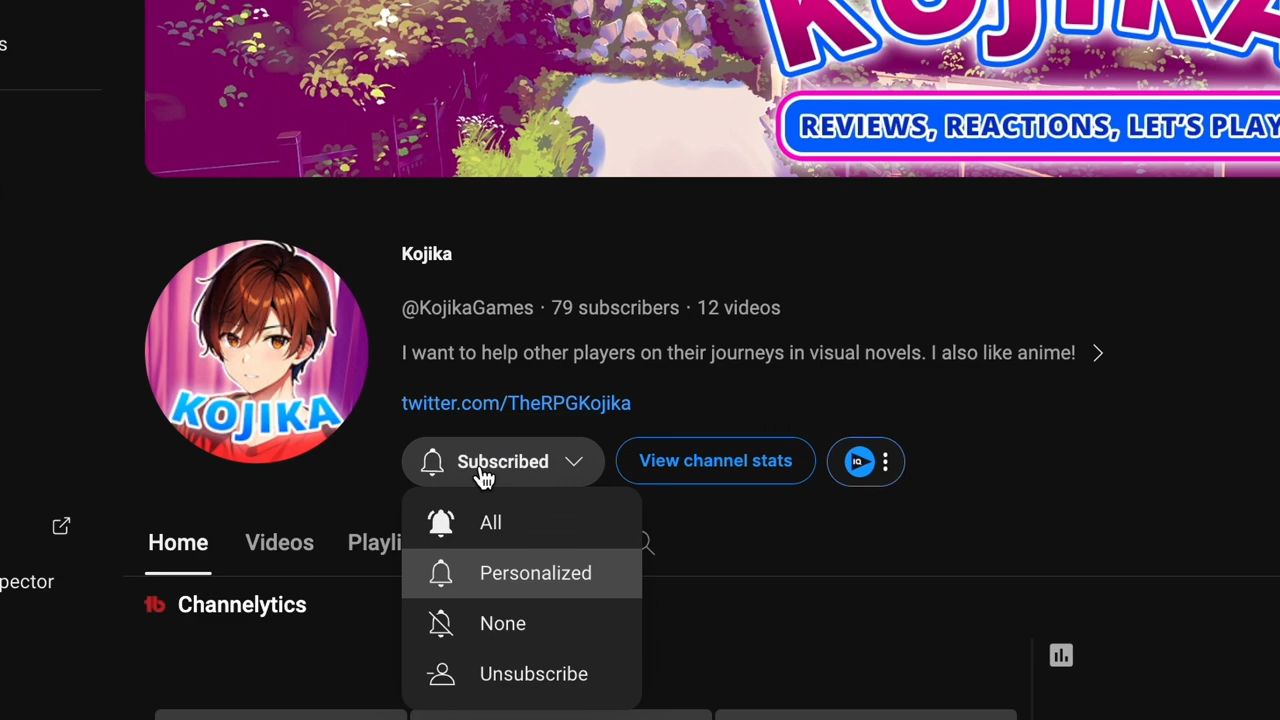 s
KOJIKA
REVIEWS, REACTIONS, LET'S PLAY
Kojika
@KojikaGames · 79 subscribers · 12 videos
I want to help other players on their journeys in visual novels. I also like anime!
twitter.com/TheRPGKojika
KOJIKA
Subscribed
View channel stats
IQ
All
Home Videos Playli
Personalized
pector
tb Channelytics
None
Unsubscribe